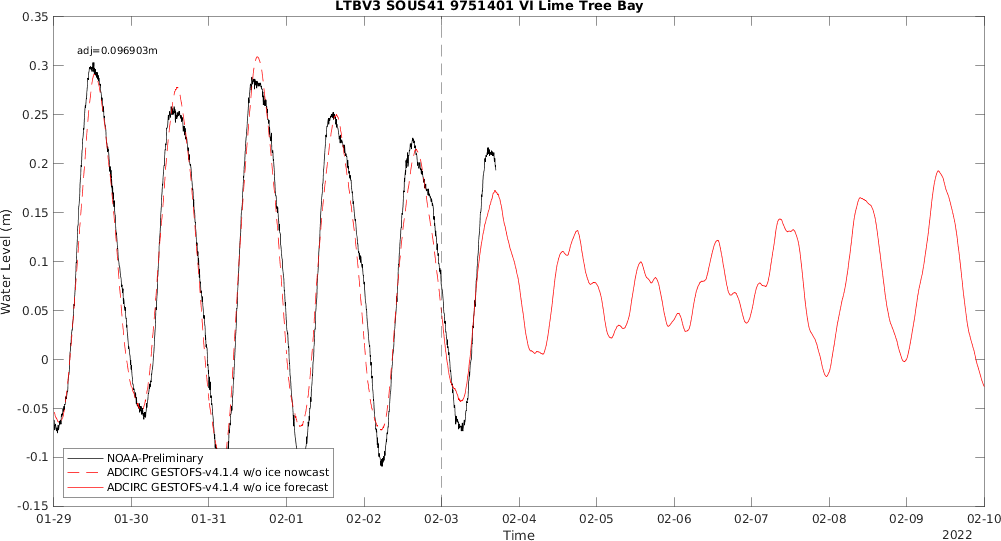 LTBV3 SOUS41 9751401 VI Lime Tree Bay
adj=0.096903m
0.35
0.3
0.25
0.2
0.15
0.1
0.05
0
-0.05
-0.1
-0.15
Water Level (m)
NOAA-Preliminary
ADCIRC GESTOFS-v4.1.4 w/o ice nowcast
ADCIRC GESTOFS-v4.1.4 w/o ice forecast
01-29 01-30 01-31 02-01 02-02 02-03 02-04 02-05 02-06 02-07 02-08 02-09 02-10
Time
2022